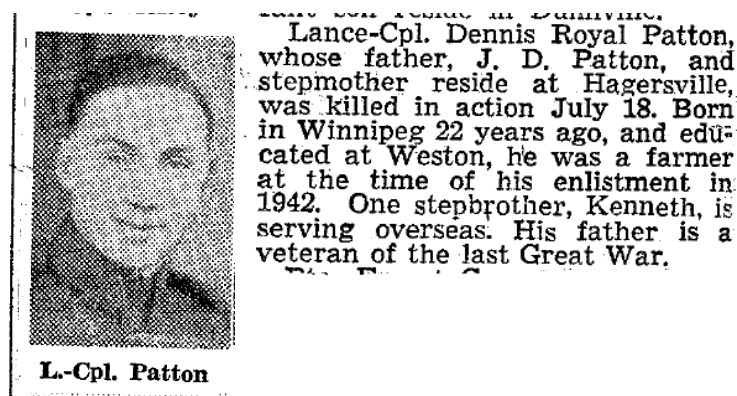 Lance-Cpl. Dennis Royal Patton,
whose father, J. D. Patton, and
stepmother reside at Hagersville,
was killed in action July 18. Born
in Winnipeg 22 years ago, and edu-
cated at Weston, he was a farmer
at the time of his enlistment in
1942. One stepbrother, Kenneth, is
serving overseas. His father is a
veteran of the last Great War.
L.-Cpl. Patton